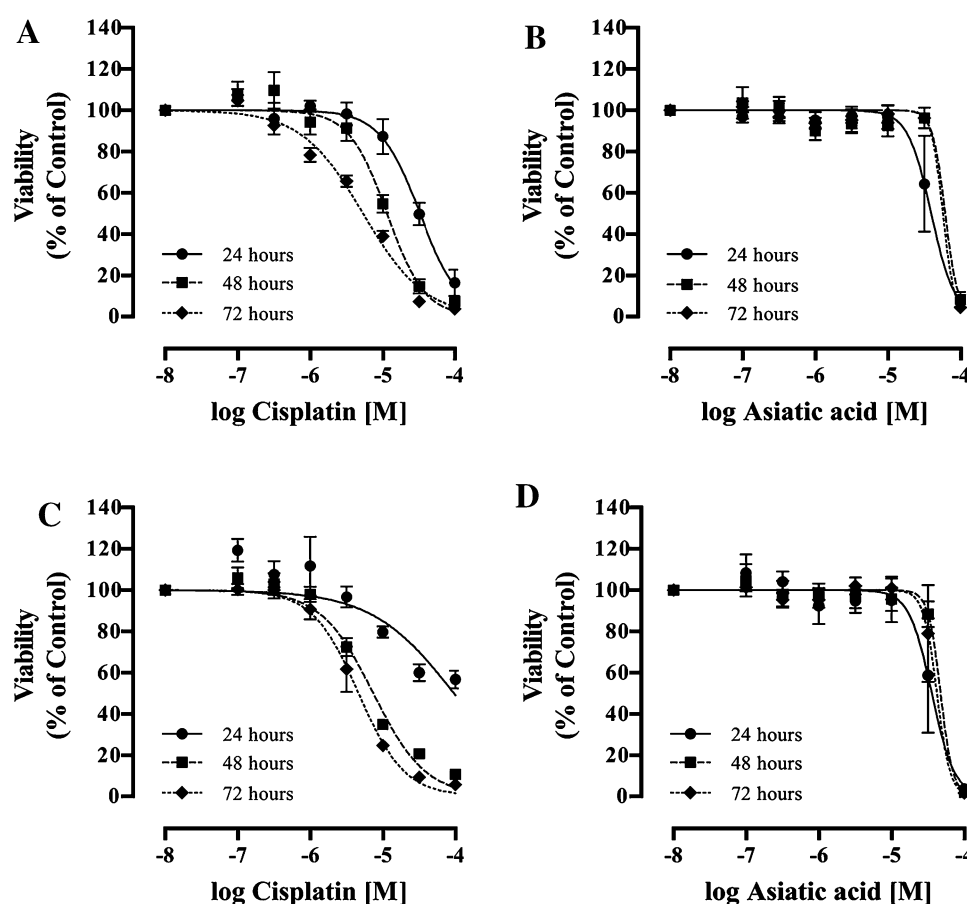 A
Viability
(% of Control)
140
120
100
80
60
40
20
0
24 hours
48 hours
72 hours
-8
-7
-6
-5
-4
log Cisplatin [M]
B
Viability
(% of Control)
140
120
100
80
60
40
20
0
24 hours
48 hours
72 hours
-8
-7
-6
-5
-4
log Asiatic acid [M]
C
Viability
(% of Control)
140
120
100
80
60
40
20
0
24 hours
48 hours
72 hours
-8
-7
-6
-5
-4
log Cisplatin [M]
D
Viability
(% of Control)
140
120
100
80
60
40
20
0
24 hours
48 hours
72 hours
-8
-7
-6
-5
-4
log Asiatic acid [M]